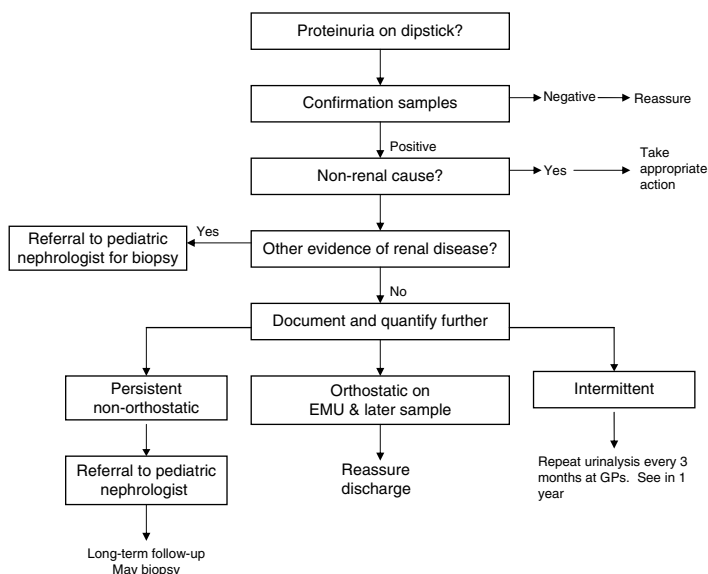 Proteinuria on dipstick?
Confirmation samples
Negative
Reassure
Positive
Non-renal cause?
Yes
Take
appropriate
action
Yes
Referral to pediatric
nephrologist for biopsy
Other evidence of renal disease?
No
Document and quantify further
Persistent
non-orthostatic
Orthostatic on
EMU & later sample
Intermittent
Referral to pediatric
nephrologist
Reassure
discharge
Repeat urinalysis every 3
months at GPs. See in 1
year
Long-term follow-up
May biopsy